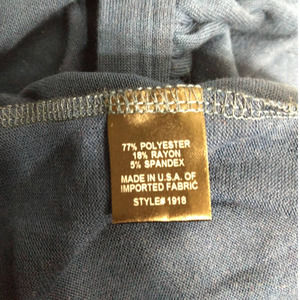 77% POLYESTER
18% RAYON
5% SPANDEX
MADE IN U.S.A. OF
IMPORTED FABRIC
STYLE# 1918